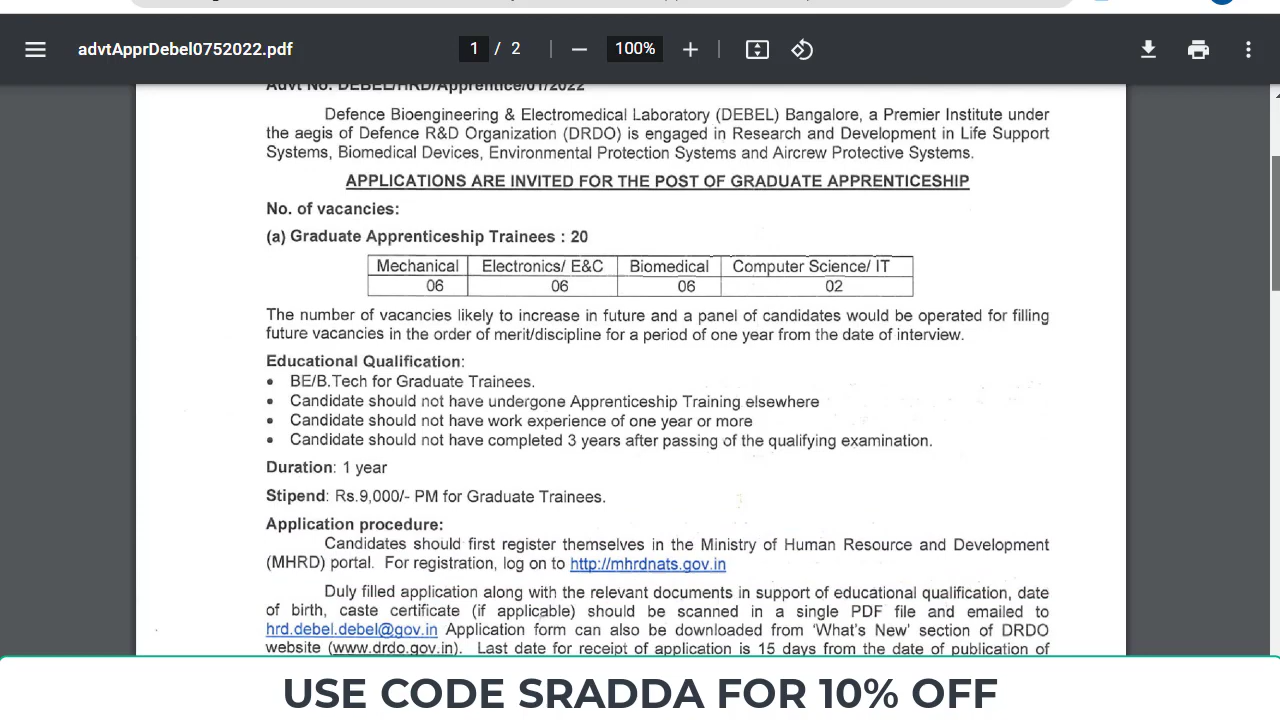 advtApprDebel0752022.pdf
1 / 2
100%
Advt No. DEBEL/HRD/Apprentice/01/2022
Defence Bioengineering & Electromedical Laboratory (DEBEL) Bangalore, a Premier Institute under
the aegis of Defence R&D Organization (DRDO) is engaged in Research and Development in Life Support
Systems, Biomedical Devices, Environmental Protection Systems and Aircrew Protective Systems.
APPLICATIONS ARE INVITED FOR THE POST OF GRADUATE APPRENTICESHIP
No. of vacancies:
(a) Graduate Apprenticeship Trainees : 20
Mechanical Electronics/ E&C Biomedical Computer Science/ IT
06 06 06 02
The number of vacancies likely to increase in future and a panel of candidates would be operated for filling
future vacancies in the order of merit/discipline for a period of one year from the date of interview.
Educational Qualification:
• BE/B.Tech for Graduate Trainees.
• Candidate should not have undergone Apprenticeship Training elsewhere
• Candidate should not have work experience of one year or more
• Candidate should not have completed 3 years after passing of the qualifying examination.
Duration: 1 year
Stipend: Rs.9,000/- PM for Graduate Trainees.
Application procedure:
Candidates should first register themselves in the Ministry of Human Resource and Development
(MHRD) portal. For registration, log on to http://mhrdnats.gov.in
Duly filled application along with the relevant documents in support of educational qualification, date
of birth, caste certificate (if applicable) should be scanned in a single PDF file and emailed to
hrd.debel.debel@gov.in Application form can also be downloaded from 'What's New' section of DRDO
website (www.drdo.gov.in). Last date for receipt of application is 15 days from the date of publication of
USE CODE SRADDA FOR 10% OFF